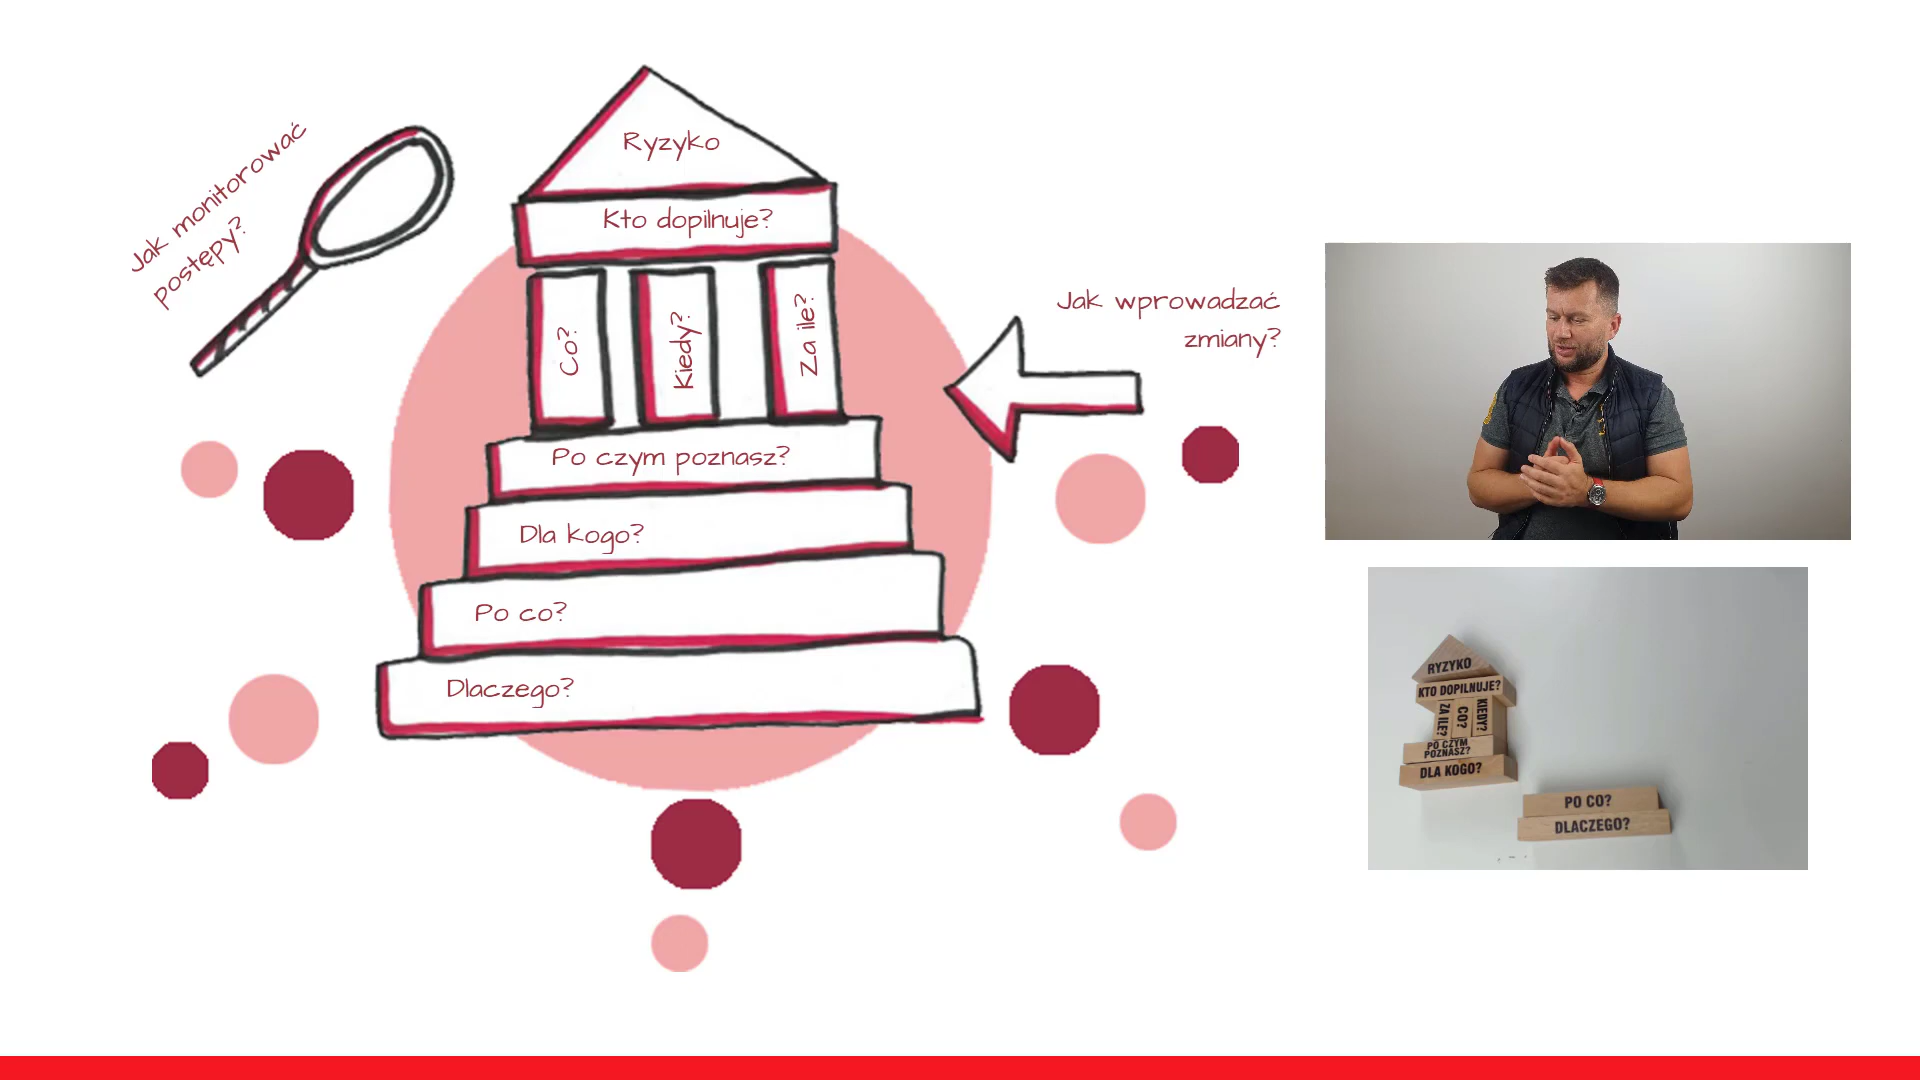 Jak monitorować
postępy?
Ryzyko
Kto dopilnuje?
Co?
Kiedy?
Za ile?
Po czym poznasz?
Dla kogo?
Po co?
Dlaczego?
Jak wprowadzać
zmiany?
RYZYKO
KTO DOPILNUJE?
ZA ILE?
CO?
KIEDY?
PO CZYM
POZNASZ?
DLA KOGO?
PO CO?
DLACZEGO?